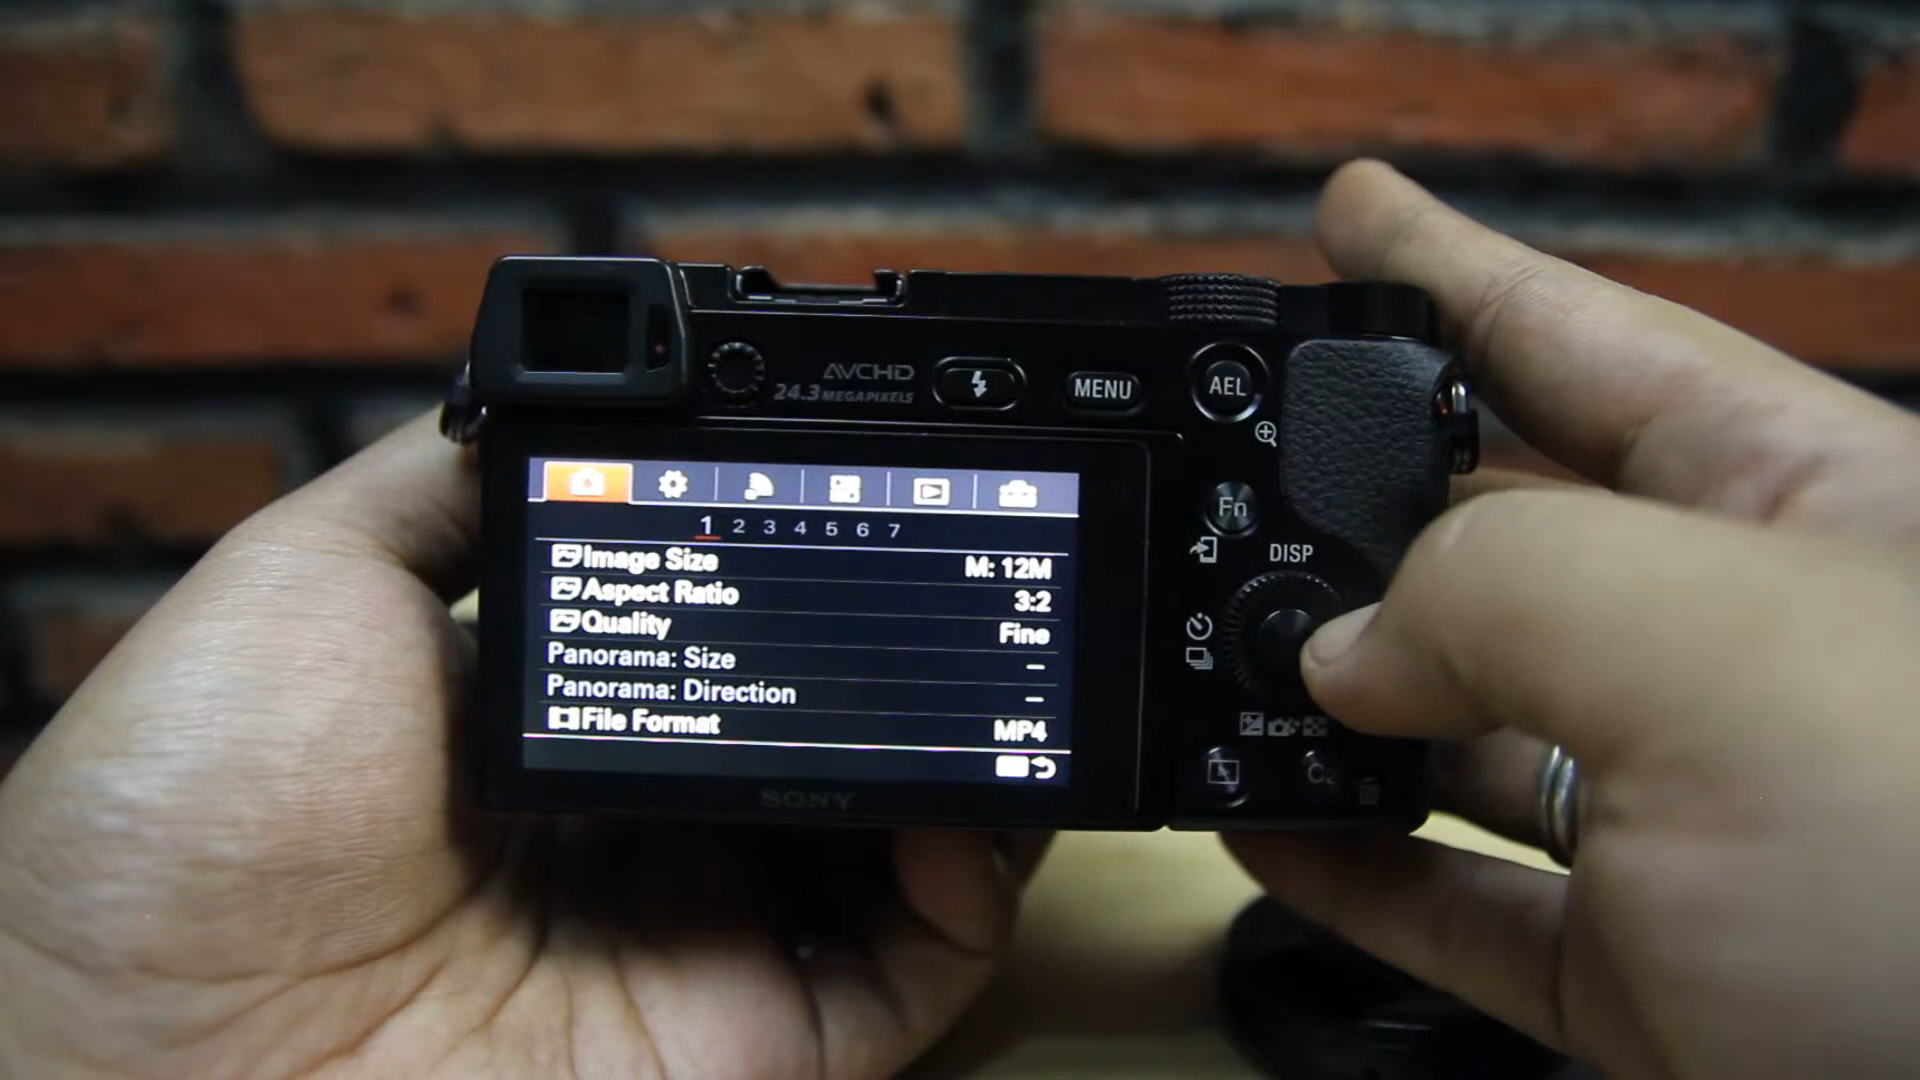 AVCHD
24.3 MEGAPIXELS
MENU
AEL
Fn
DISP
1 2 3 4 5 6 7
Image Size M: 12M
Aspect Ratio 3:2
Quality Fine
Panorama: Size –
Panorama: Direction –
File Format MP4
SONY
C2